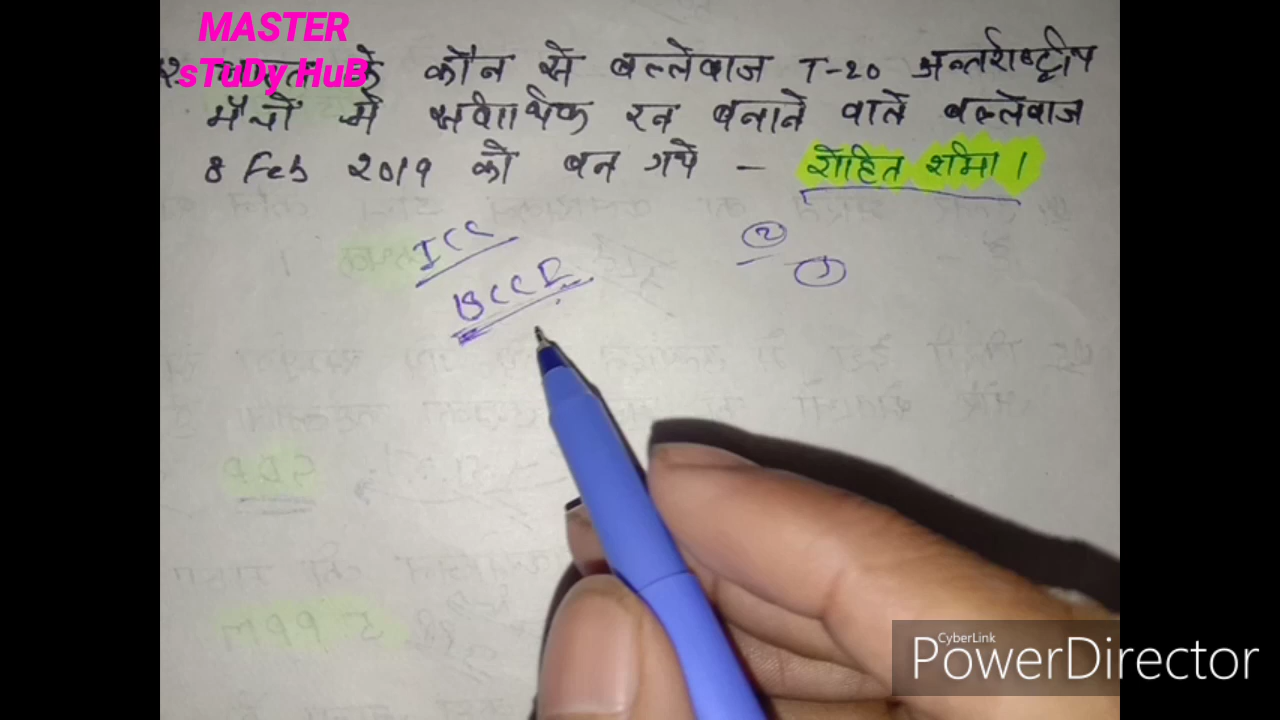 MASTER
sTuDy HuB
के कौन से बल्लेबाज T-20 अन्तर्राष्ट्रीय
मैचों में सर्वाधिक रन बनाने वाले बल्लेबाज
8 Feb 2019 को बन गये - रोहित शर्मा ।
ICC
BCCI
2
1
CyberLink
PowerDirector